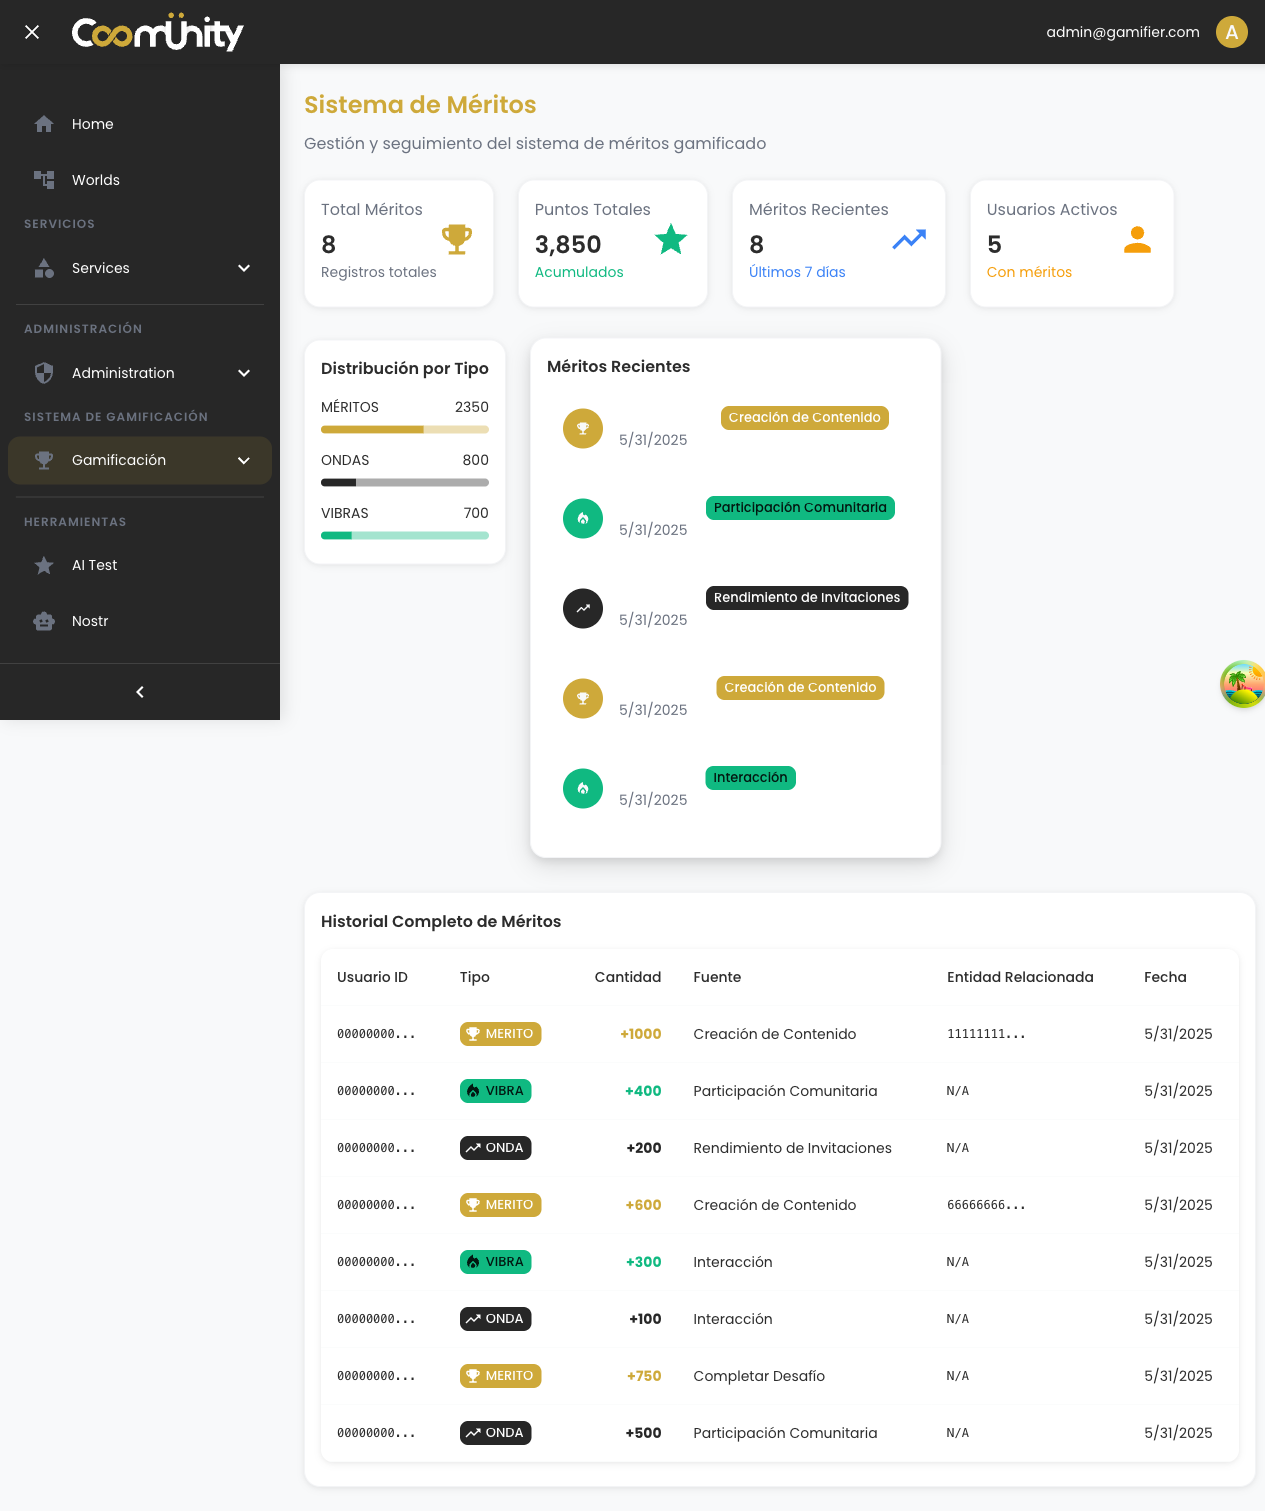 CoomÜnity
admin@gamifier.com
A
Home
Worlds
SERVICIOS
Services
ADMINISTRACIÓN
Administration
SISTEMA DE GAMIFICACIÓN
Gamificación
HERRAMIENTAS
AI Test
Nostr
Sistema de Méritos
Gestión y seguimiento del sistema de méritos gamificado
Total Méritos
8
Registros totales
Puntos Totales
3,850
Acumulados
Méritos Recientes
8
Últimos 7 días
Usuarios Activos
5
Con méritos
Distribución por Tipo
MÉRITOS 2350
ONDAS 800
VIBRAS 700
Méritos Recientes
Creación de Contenido
5/31/2025
Participación Comunitaria
5/31/2025
Rendimiento de Invitaciones
5/31/2025
Creación de Contenido
5/31/2025
Interacción
5/31/2025
Historial Completo de Méritos
Usuario ID Tipo Cantidad Fuente Entidad Relacionada Fecha
00000000... MERITO +1000 Creación de Contenido 11111111... 5/31/2025
00000000... VIBRA +400 Participación Comunitaria N/A 5/31/2025
00000000... ONDA +200 Rendimiento de Invitaciones N/A 5/31/2025
00000000... MERITO +600 Creación de Contenido 66666666... 5/31/2025
00000000... VIBRA +300 Interacción N/A 5/31/2025
00000000... ONDA +100 Interacción N/A 5/31/2025
00000000... MERITO +750 Completar Desafío N/A 5/31/2025
00000000... ONDA +500 Participación Comunitaria N/A 5/31/2025